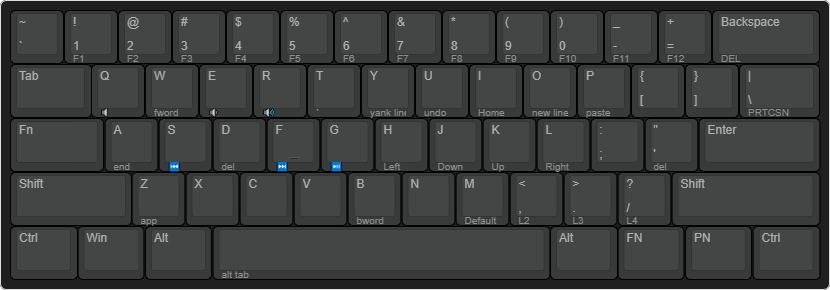 ~ ! @ # $ % ^ & * ( ) _ + Backspace
` 1 2 3 4 5 6 7 8 9 0 - =
F1 F2 F3 F4 F5 F6 F7 F8 F9 F10 F11 F12 DEL
Tab Q W E R T Y U I O P { } |
[ ] \
fword ` yank line undo Home new line paste PRTCSN
Fn A S D F G H J K L : " Enter
_ ; '
end del Left Down Up Right del
Shift Z X C V B N M < > ? Shift
, . /
app bword Default L2 L3 L4
Ctrl Win Alt Alt FN PN Ctrl
alt tab